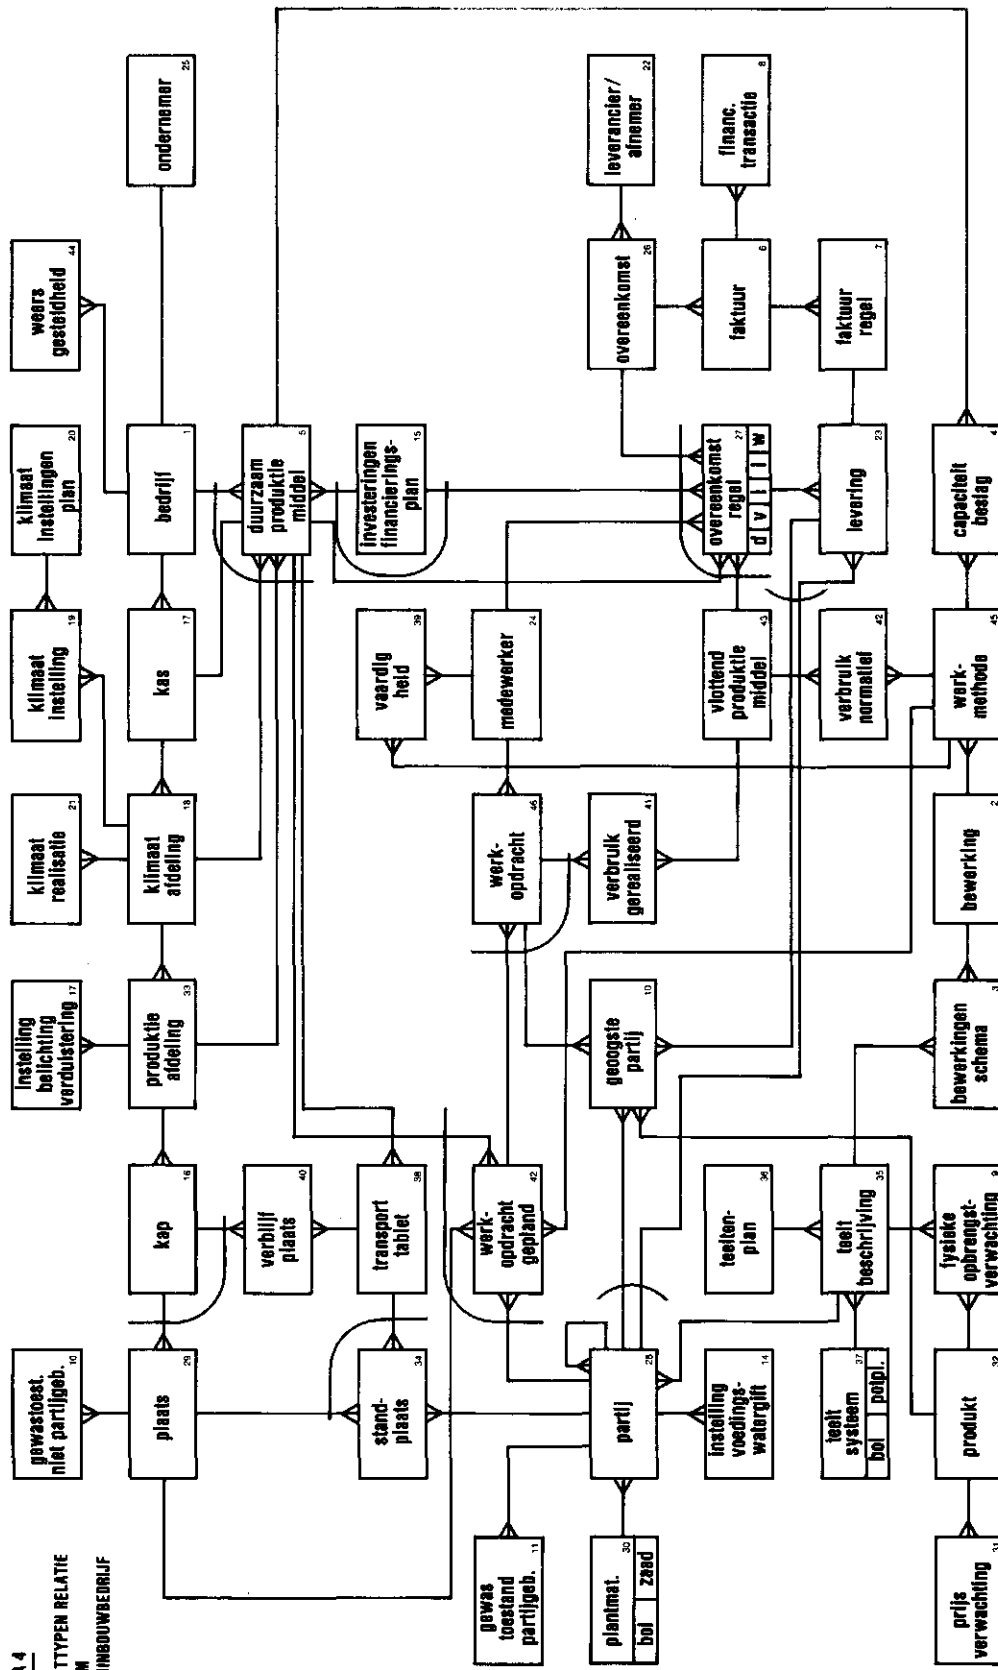 A 4
TTYPEN RELATIE
M
INBOUWBEDRIJF
gewastoest.
niet partijgeb.
10
Instelling
belichting
verduistering
17
klimaat
realisatie
21
klimaat
instelling
19
klimaat
instellingen
plan
20
weers
gesteldheid
44
plaats
29
kap
16
produktie
afdeling
33
klimaat
afdeling
18
kas
17
bedrijf
1
ondernemer
25
verblijf
plaats
40
duurzaam
produktie
middel
5
stand-
plaats
34
transport
tablet
38
vaardig
heid
39
investeringen
financierings-
plan
15
gewas
toestand
partijgeb.
11
werk-
opdracht
gepland
42
werk-
opdracht
46
medewerker
24
plantmat.
30
bol zaad
partij
28
geoogste
partij
10
verbruik
gerealiseerd
41
overeenkomst
26
leverancier/
afnemer
22
instelling
voedings-
watergift
14
teelten-
plan
36
vlottend
produktie
middel
43
overeenkomst
regel
27
d v l i w
faktuur
6
financ.
transactie
8
teelt
systeem
37
bol potpl.
teelt
beschrijving
35
verbruik
normatief
42
levering
23
faktuur
regel
7
prijs
verwachting
31
produkt
32
fysieke
opbrengst-
verwachting
9
bewerkingen
schema
3
bewerking
2
werk-
methode
45
capaciteit
beslag
4